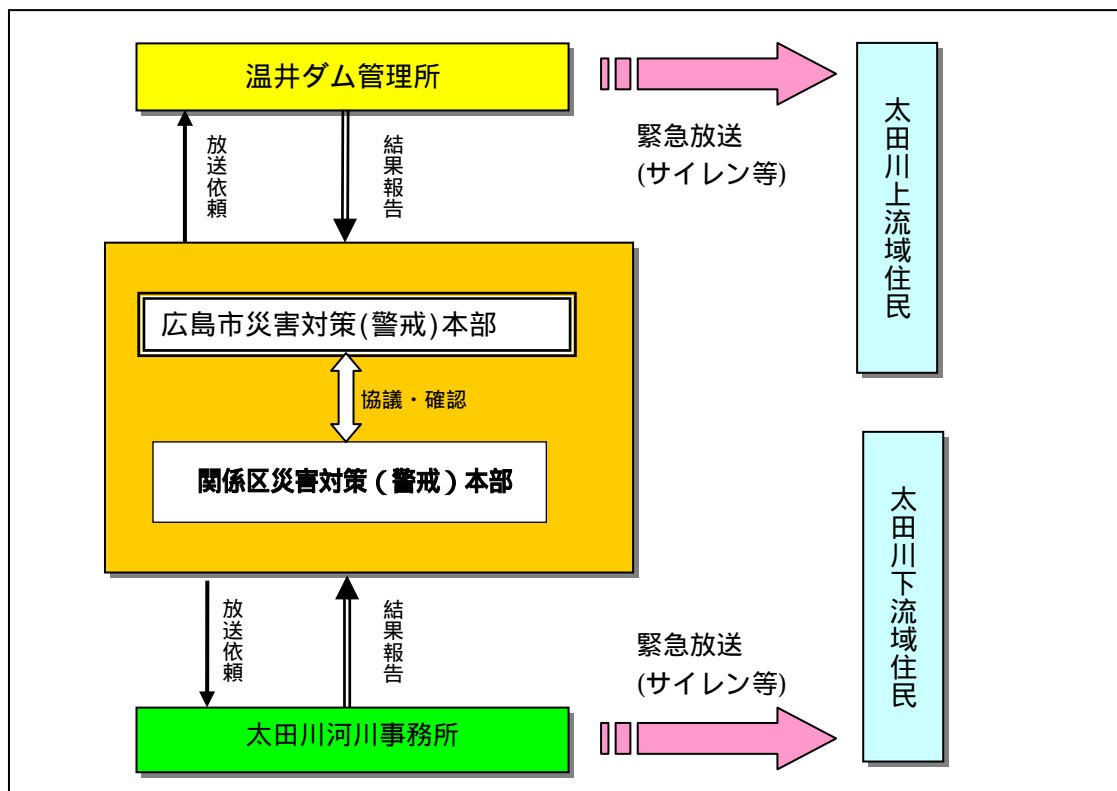 温井ダム管理所
放送依頼
結果報告
緊急放送
(サイレン等)
太田川上流域住民
広島市災害対策(警戒)本部
協議・確認
関係区災害対策（警戒）本部
放送依頼
結果報告
緊急放送
(サイレン等)
太田川下流域住民
太田川河川事務所